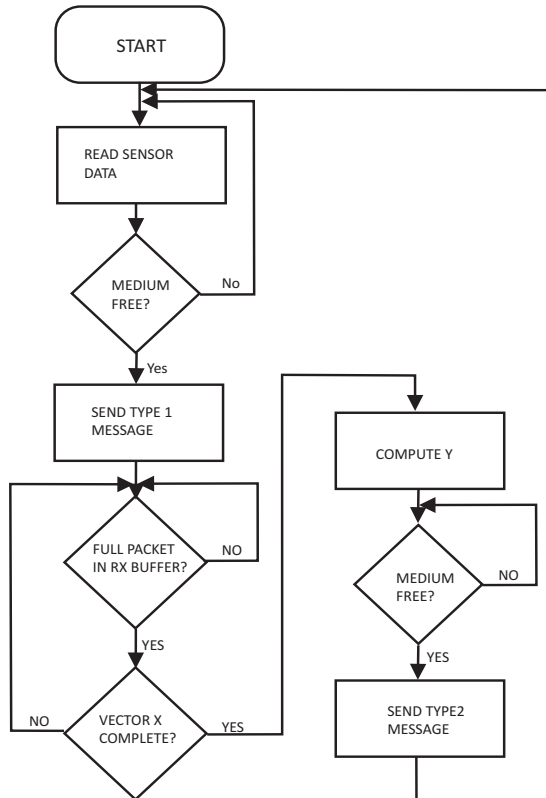 START
READ SENSOR
DATA
MEDIUM
FREE?
No
Yes
SEND TYPE 1
MESSAGE
FULL PACKET
IN RX BUFFER?
NO
YES
VECTOR X
COMPLETE?
NO
YES
COMPUTE Y
MEDIUM
FREE?
NO
YES
SEND TYPE2
MESSAGE